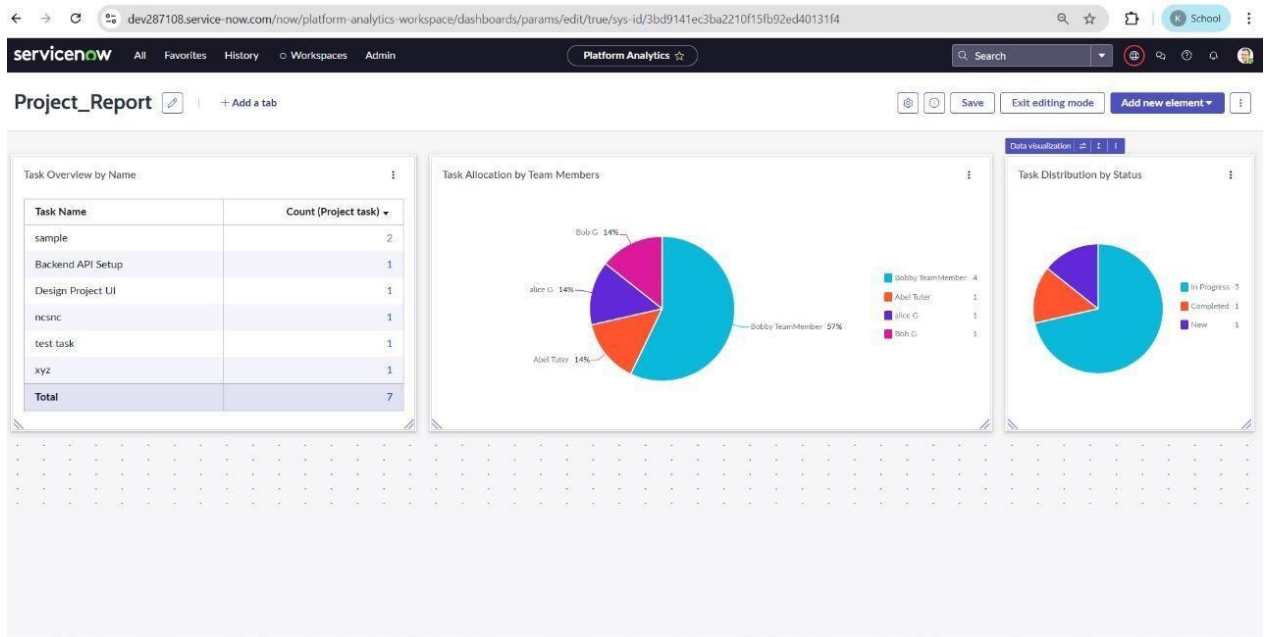 dev287108.service-now.com/now/platform-analytics-workspace/dashboards/params/edit/true/sys-id/3bd9141ec3ba2210f15fb92ed40131f4
K School
servicenow All Favorites History Workspaces Admin Platform Analytics Search
Project_Report + Add a tab Save Exit editing mode Add new element
Data visualization
Task Overview by Name
Task Name Count (Project task)
sample 2
Backend API Setup 1
Design Project UI 1
ncsnc 1
test task 1
xyz 1
Total 7
Task Allocation by Team Members
Bob G 14%
alice G 14%
Abel Tuter 14%
Bobby TeamMember 57%
Bobby TeamMember 4
Abel Tuter 1
alice G 1
Bob G 1
Task Distribution by Status
In Progress 5
Completed 1
New 1